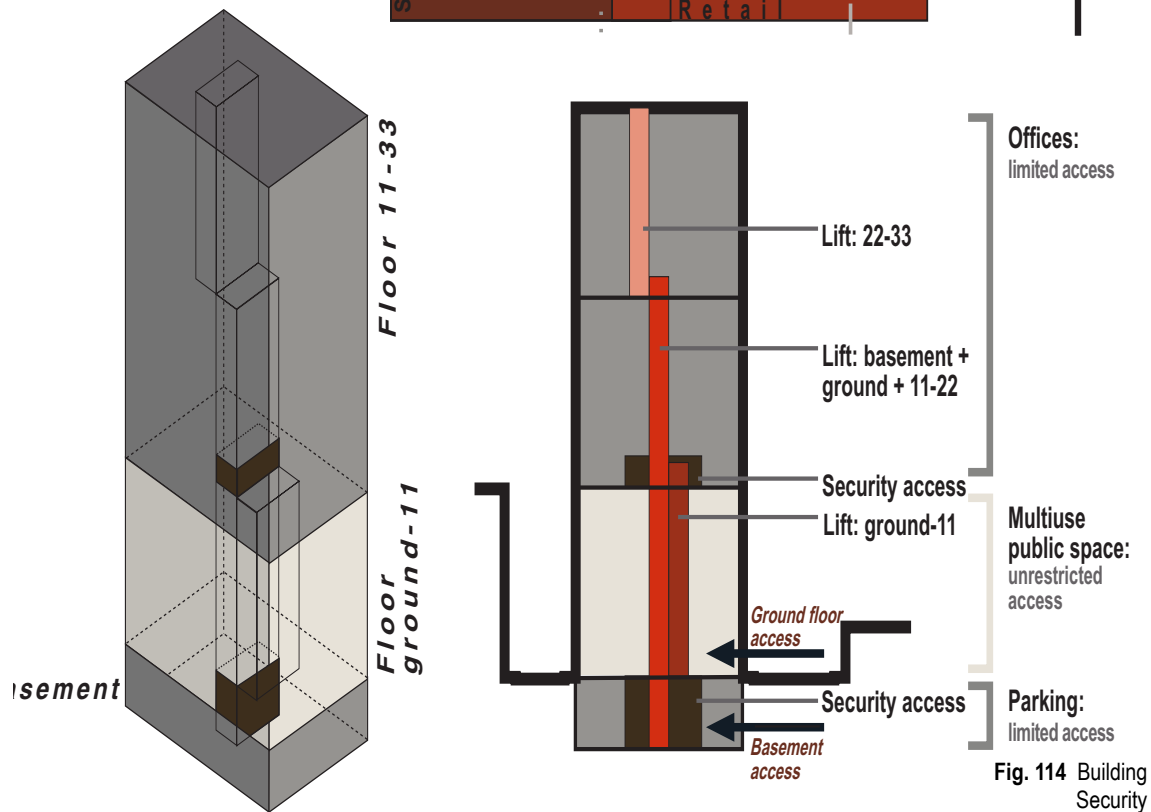 Retail
Floor 11-33
Floor
ground-11
Offices:
limited access
Lift: 22-33
Lift: basement +
ground + 11-22
Security access
Lift: ground-11
Multiuse
public space:
unrestricted
access
Ground floor
access
Security access
Basement
access
Parking:
limited access
Fig. 114 Building
Security